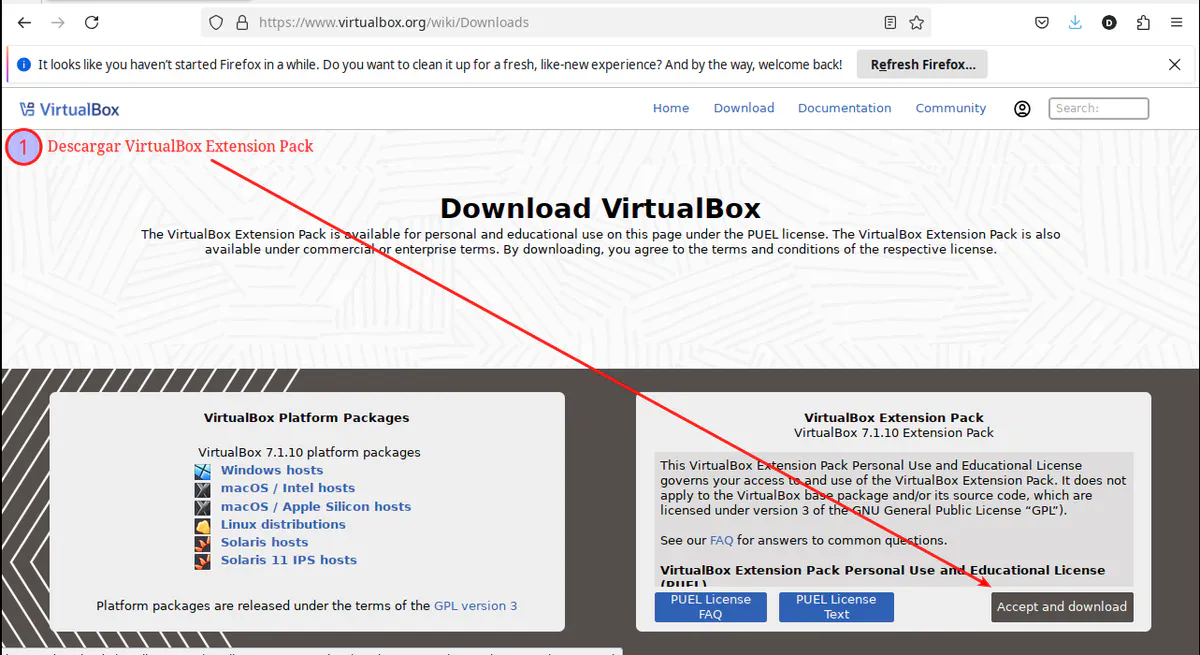 https://www.virtualbox.org/wiki/Downloads
It looks like you haven't started Firefox in a while. Do you want to clean it up for a fresh, like-new experience? And by the way, welcome back! Refresh Firefox...
VirtualBox Home Download Documentation Community Search:
1 Descargar VirtualBox Extension Pack
Download VirtualBox
The VirtualBox Extension Pack is available for personal and educational use on this page under the PUEL license. The VirtualBox Extension Pack is also
available under commercial or enterprise terms. By downloading, you agree to the terms and conditions of the respective license.
VirtualBox Platform Packages
VirtualBox 7.1.10 platform packages
Windows hosts
macOS / Intel hosts
macOS / Apple Silicon hosts
Linux distributions
Solaris hosts
Solaris 11 IPS hosts
Platform packages are released under the terms of the GPL version 3
VirtualBox Extension Pack
VirtualBox 7.1.10 Extension Pack
This VirtualBox Extension Pack Personal Use and Educational License
governs your access to and use of the VirtualBox Extension Pack. It does not
apply to the VirtualBox base package and/or its source code, which are
licensed under version 3 of the GNU General Public License “GPL”).
See our FAQ for answers to common questions.
VirtualBox Extension Pack Personal Use and Educational License
(PUEL)
PUEL License
FAQ
PUEL License
Text
Accept and download